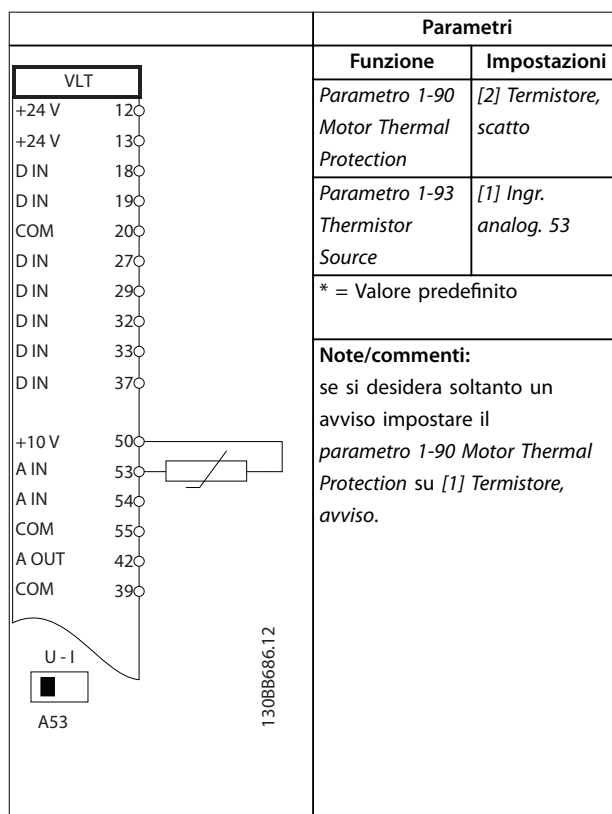 VLT
+24 V 12
+24 V 13
D IN 18
D IN 19
COM 20
D IN 27
D IN 29
D IN 32
D IN 33
D IN 37
+10 V 50
A IN 53
A IN 54
COM 55
A OUT 42
COM 39
U - I
A53
130BB686.12
Parametri
Funzione Impostazioni
Parametro 1-90 [2] Termistore,
Motor Thermal scatto
Protection
Parametro 1-93 [1] Ingr.
Thermistor analog. 53
Source
* = Valore predefinito
Note/commenti:
se si desidera soltanto un
avviso impostare il
parametro 1-90 Motor Thermal
Protection su [1] Termistore,
avviso.